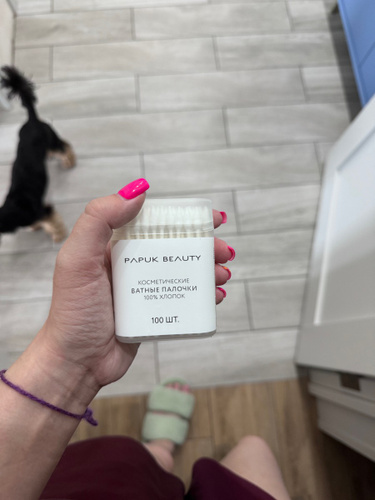 PAPUK BEAUTY
КОСМЕТИЧЕСКИЕ
ВАТНЫЕ ПАЛОЧКИ
100% ХЛОПОК
100 ШТ.